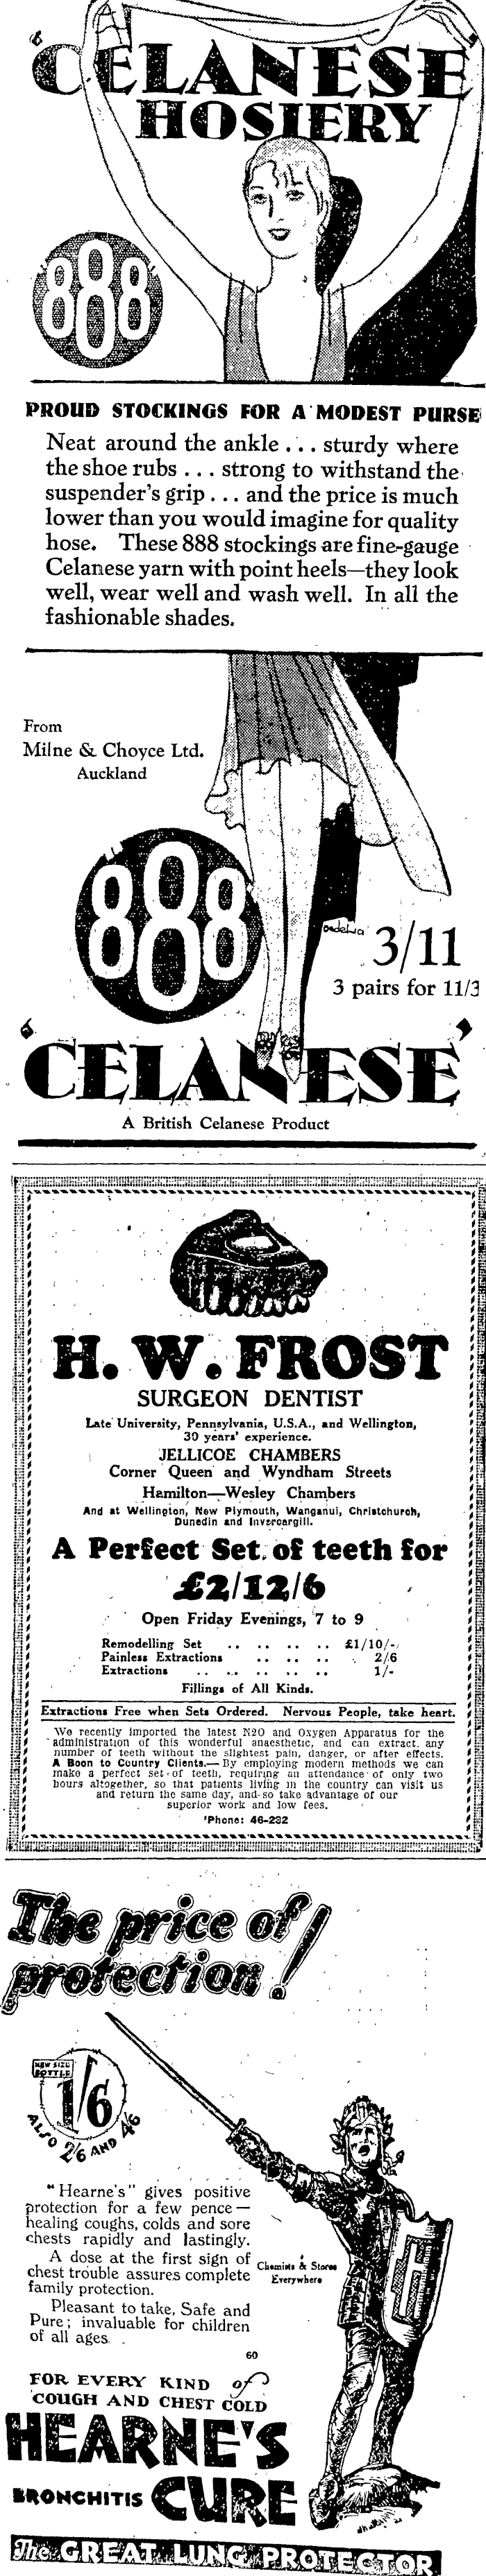 'CELANESE'
HOSIERY
"888"
PROUD STOCKINGS FOR A MODEST PURSE
Neat around the ankle . . . sturdy where
the shoe rubs . . . strong to withstand the
suspender's grip . . . and the price is much
lower than you would imagine for quality
hose. These 888 stockings are fine-gauge
Celanese yarn with point heels—they look
well, wear well and wash well. In all the
fashionable shades.
From
Milne & Choyce Ltd.
Auckland
"888"
3/11
3 pairs for 11/3
'CELANESE'
A British Celanese Product
H. W. FROST
SURGEON DENTIST
Late University, Pennsylvania, U.S.A., and Wellington,
30 years' experience.
JELLICOE CHAMBERS
Corner Queen and Wyndham Streets
Hamilton—Wesley Chambers
And at Wellington, New Plymouth, Wanganui, Christchurch,
Dunedin and Invercargill.
A Perfect Set of teeth for
£2/12/6
Open Friday Evenings, 7 to 9
Remodelling Set .. .. .. .. £1/10/-
Painless Extractions .. .. .. .. 2/6
Extractions .. .. .. .. .. 1/-
Fillings of All Kinds.
Extractions Free when Sets Ordered. Nervous People, take heart.
We recently imported the latest N2O and Oxygen Apparatus for the
administration of this wonderful anaesthetic, and can extract any
number of teeth without the slightest pain, danger, or after effects.
A Boon to Country Clients.—By employing modern methods we can
make a perfect set of teeth, requiring an attendance of only two
hours altogether, so that patients living in the country can visit us
and return the same day, and so take advantage of our
superior work and low fees.
'Phone: 46-232
The price of
protection!
NEW SIZE
BOTTLE
1/6
ALSO 2/6 AND 4/6
"Hearne's" gives positive
protection for a few pence—
healing coughs, colds and sore
chests rapidly and lastingly.
A dose at the first sign of
chest trouble assures complete
family protection.
Chemists & Stores
Everywhere
Pleasant to take, Safe and
Pure; invaluable for children
of all ages.
60
FOR EVERY KIND of
COUGH AND CHEST COLD
HEARNE'S
BRONCHITIS CURE
The GREAT LUNG PROTECTOR